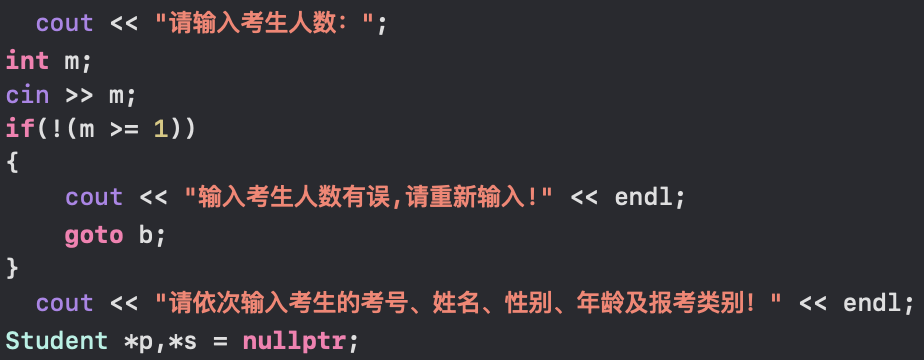 cout << "请输入考生人数：";
int m;
cin >> m;
if(!(m >= 1))
{
cout << "输入考生人数有误,请重新输入!" << endl;
goto b;
}
cout << "请依次输入考生的考号、姓名、性别、年龄及报考类别！" << endl;
Student *p,*s = nullptr;